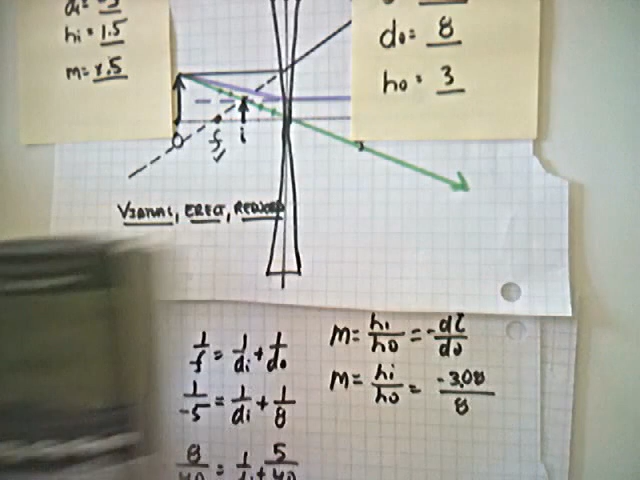 hi = 1.5
m =
do = 8
ho = 3
O f i
VIRTUAL, ERECT, REDUCED
1/f = 1/di + 1/do
1/-5 = 1/di + 1/8
M = hi/ho = -di/do
M = hi/ho = -3.08/8